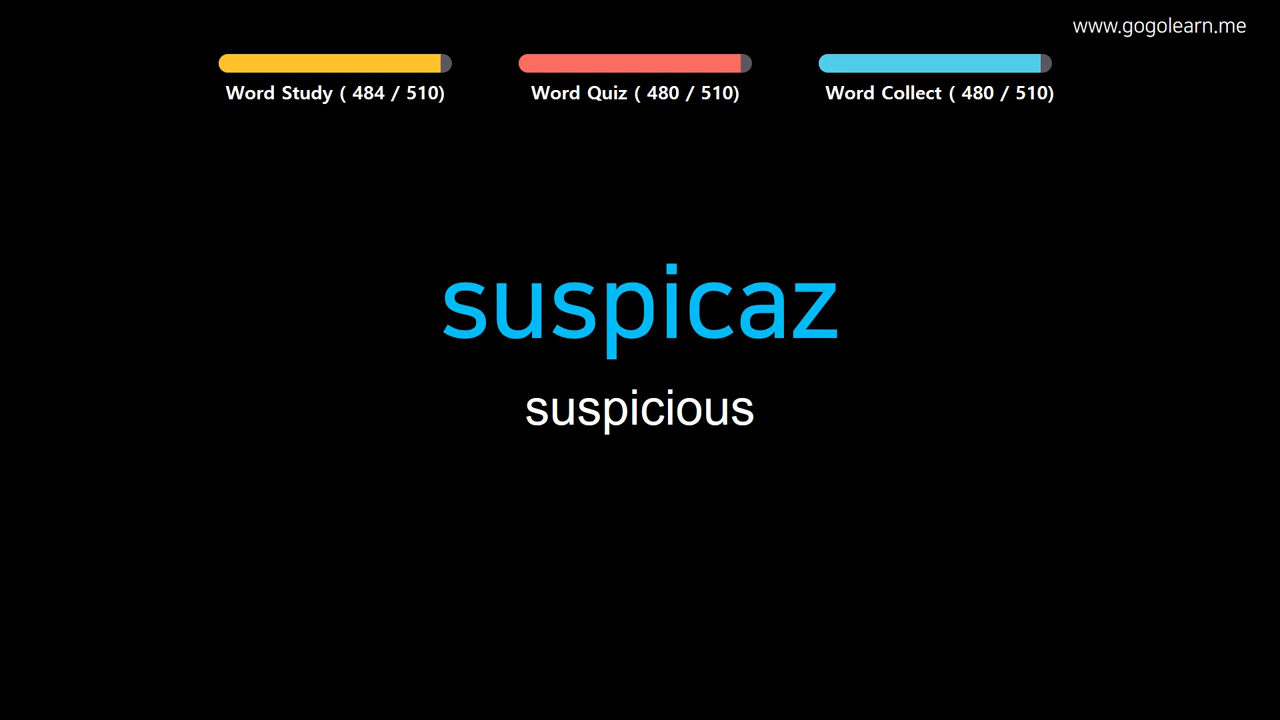 www.gogolearn.me
Word Study ( 484 / 510)
Word Quiz ( 480 / 510)
Word Collect ( 480 / 510)
suspicaz
suspicious